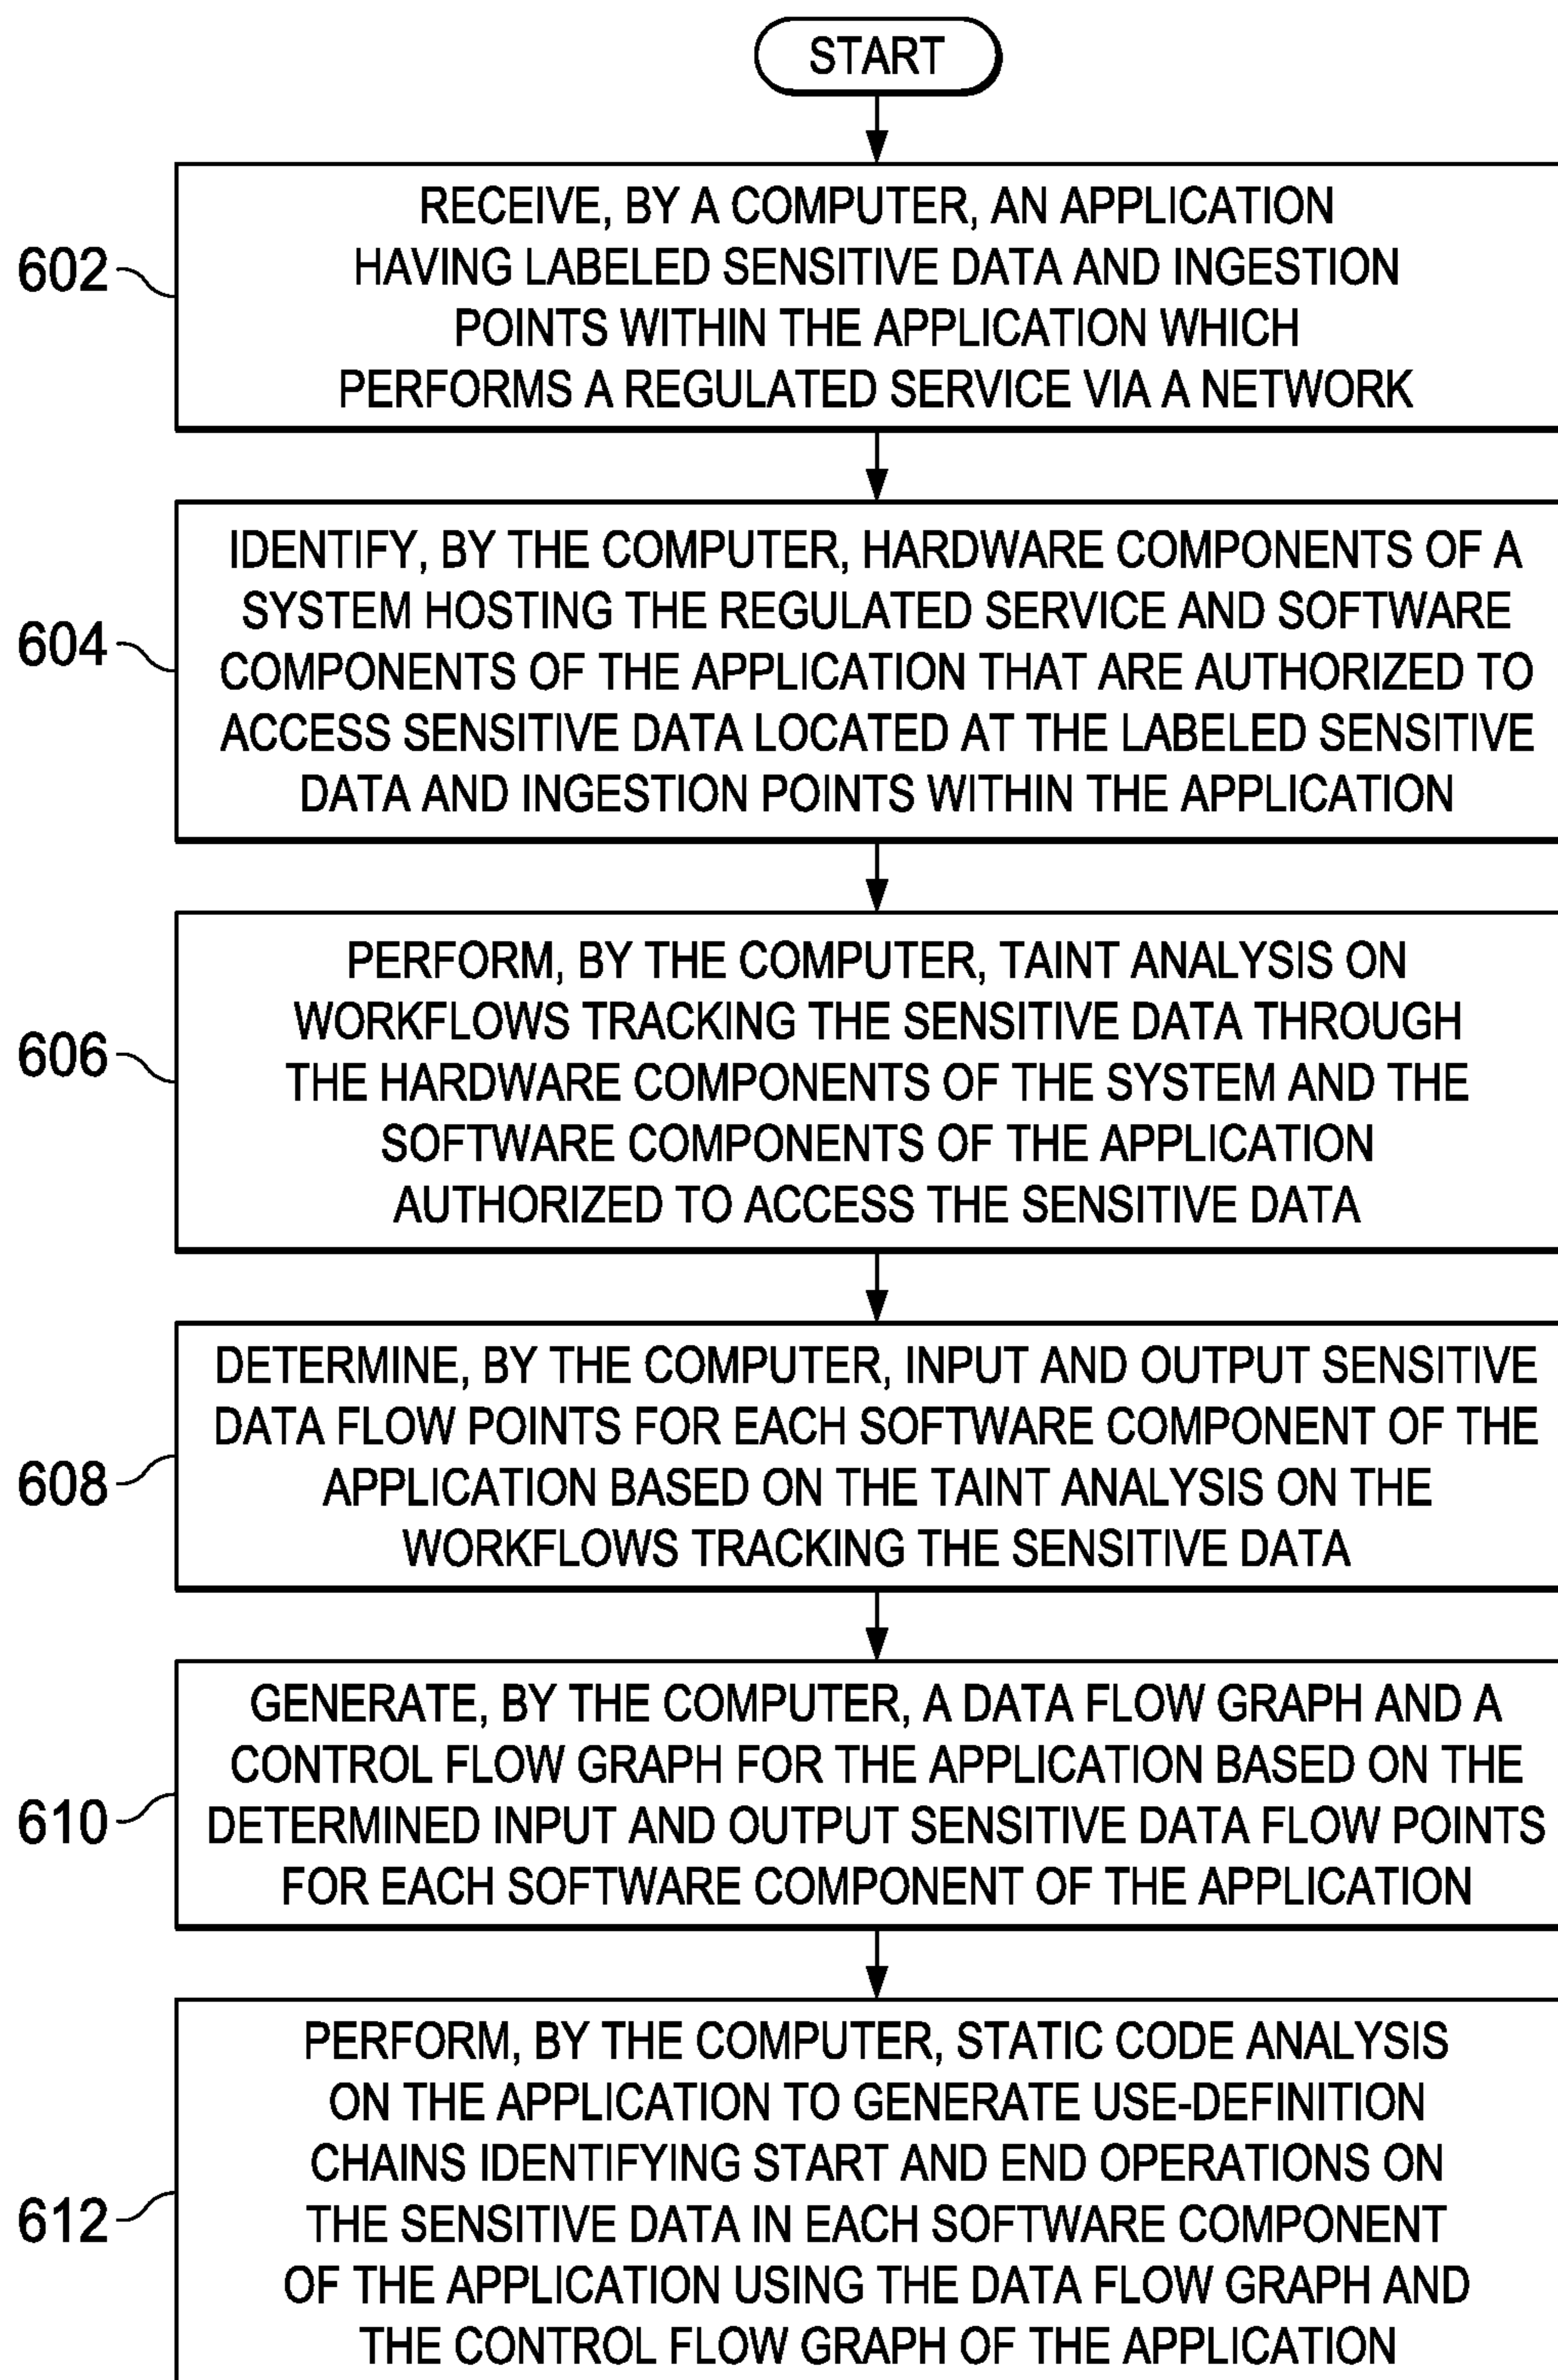 START
602
RECEIVE, BY A COMPUTER, AN APPLICATION
HAVING LABELED SENSITIVE DATA AND INGESTION
POINTS WITHIN THE APPLICATION WHICH
PERFORMS A REGULATED SERVICE VIA A NETWORK
604
IDENTIFY, BY THE COMPUTER, HARDWARE COMPONENTS OF A
SYSTEM HOSTING THE REGULATED SERVICE AND SOFTWARE
COMPONENTS OF THE APPLICATION THAT ARE AUTHORIZED TO
ACCESS SENSITIVE DATA LOCATED AT THE LABELED SENSITIVE
DATA AND INGESTION POINTS WITHIN THE APPLICATION
606
PERFORM, BY THE COMPUTER, TAINT ANALYSIS ON
WORKFLOWS TRACKING THE SENSITIVE DATA THROUGH
THE HARDWARE COMPONENTS OF THE SYSTEM AND THE
SOFTWARE COMPONENTS OF THE APPLICATION
AUTHORIZED TO ACCESS THE SENSITIVE DATA
608
DETERMINE, BY THE COMPUTER, INPUT AND OUTPUT SENSITIVE
DATA FLOW POINTS FOR EACH SOFTWARE COMPONENT OF THE
APPLICATION BASED ON THE TAINT ANALYSIS ON THE
WORKFLOWS TRACKING THE SENSITIVE DATA
610
GENERATE, BY THE COMPUTER, A DATA FLOW GRAPH AND A
CONTROL FLOW GRAPH FOR THE APPLICATION BASED ON THE
DETERMINED INPUT AND OUTPUT SENSITIVE DATA FLOW POINTS
FOR EACH SOFTWARE COMPONENT OF THE APPLICATION
612
PERFORM, BY THE COMPUTER, STATIC CODE ANALYSIS
ON THE APPLICATION TO GENERATE USE-DEFINITION
CHAINS IDENTIFYING START AND END OPERATIONS ON
THE SENSITIVE DATA IN EACH SOFTWARE COMPONENT
OF THE APPLICATION USING THE DATA FLOW GRAPH AND
THE CONTROL FLOW GRAPH OF THE APPLICATION